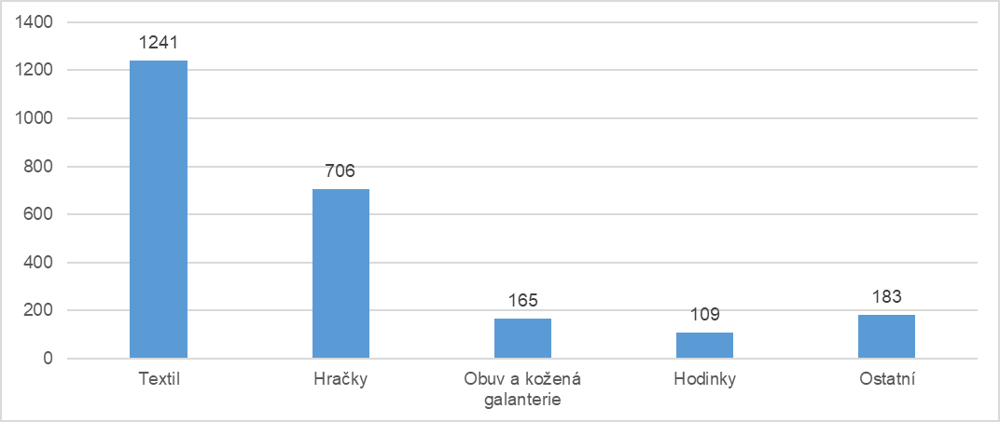 1400
1200
1000
800
600
400
200
0
1241
706
165
109
183
Textil
Hračky
Obuv a kožená
galanterie
Hodinky
Ostatní